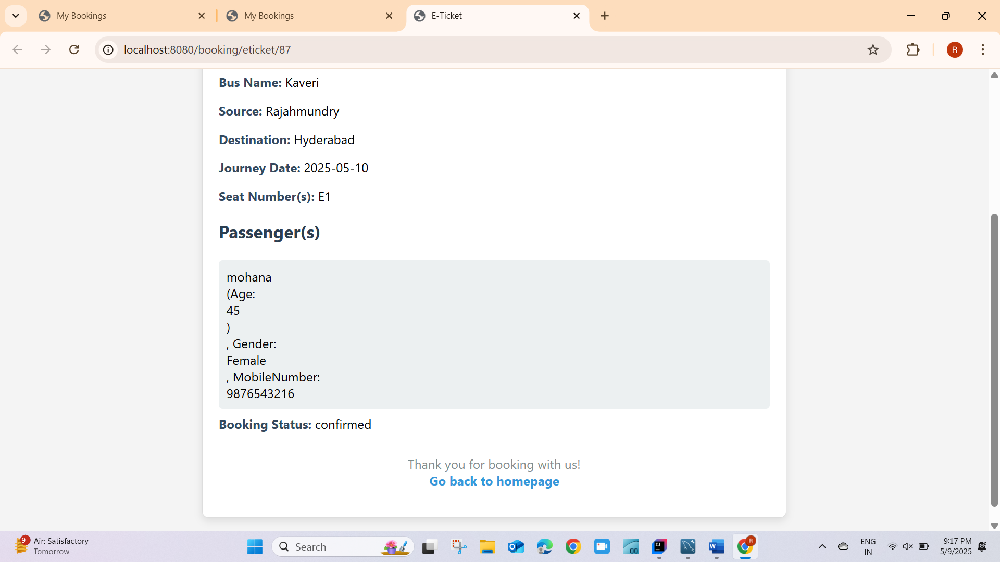 My Bookings
My Bookings
E-Ticket
localhost:8080/booking/eticket/87
R
Bus Name: Kaveri
Source: Rajahmundry
Destination: Hyderabad
Journey Date: 2025-05-10
Seat Number(s): E1
Passenger(s)
mohana
(Age:
45
)
, Gender:
Female
, MobileNumber:
9876543216
Booking Status: confirmed
Thank you for booking with us!
Go back to homepage
9+
Air: Satisfactory
Tomorrow
Search
00
R
ENG
IN
9:17 PM
5/9/2025